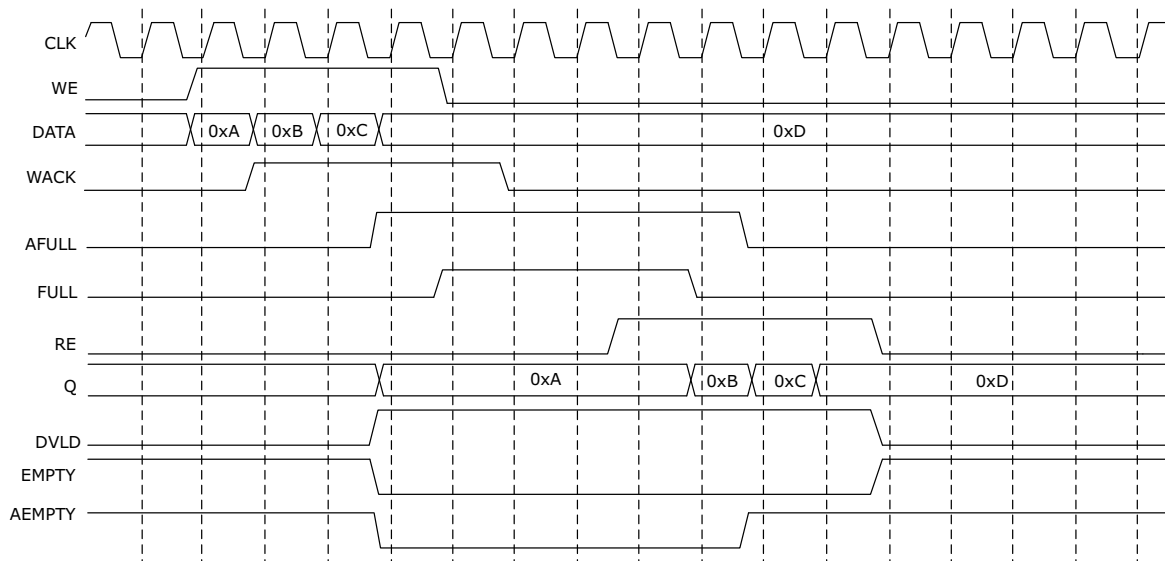 CLK
WE
DATA 0xA 0xB 0xC 0xD
WACK
AFULL
FULL
RE
Q 0xA 0xB 0xC 0xD
DVLD
EMPTY
AEMPTY